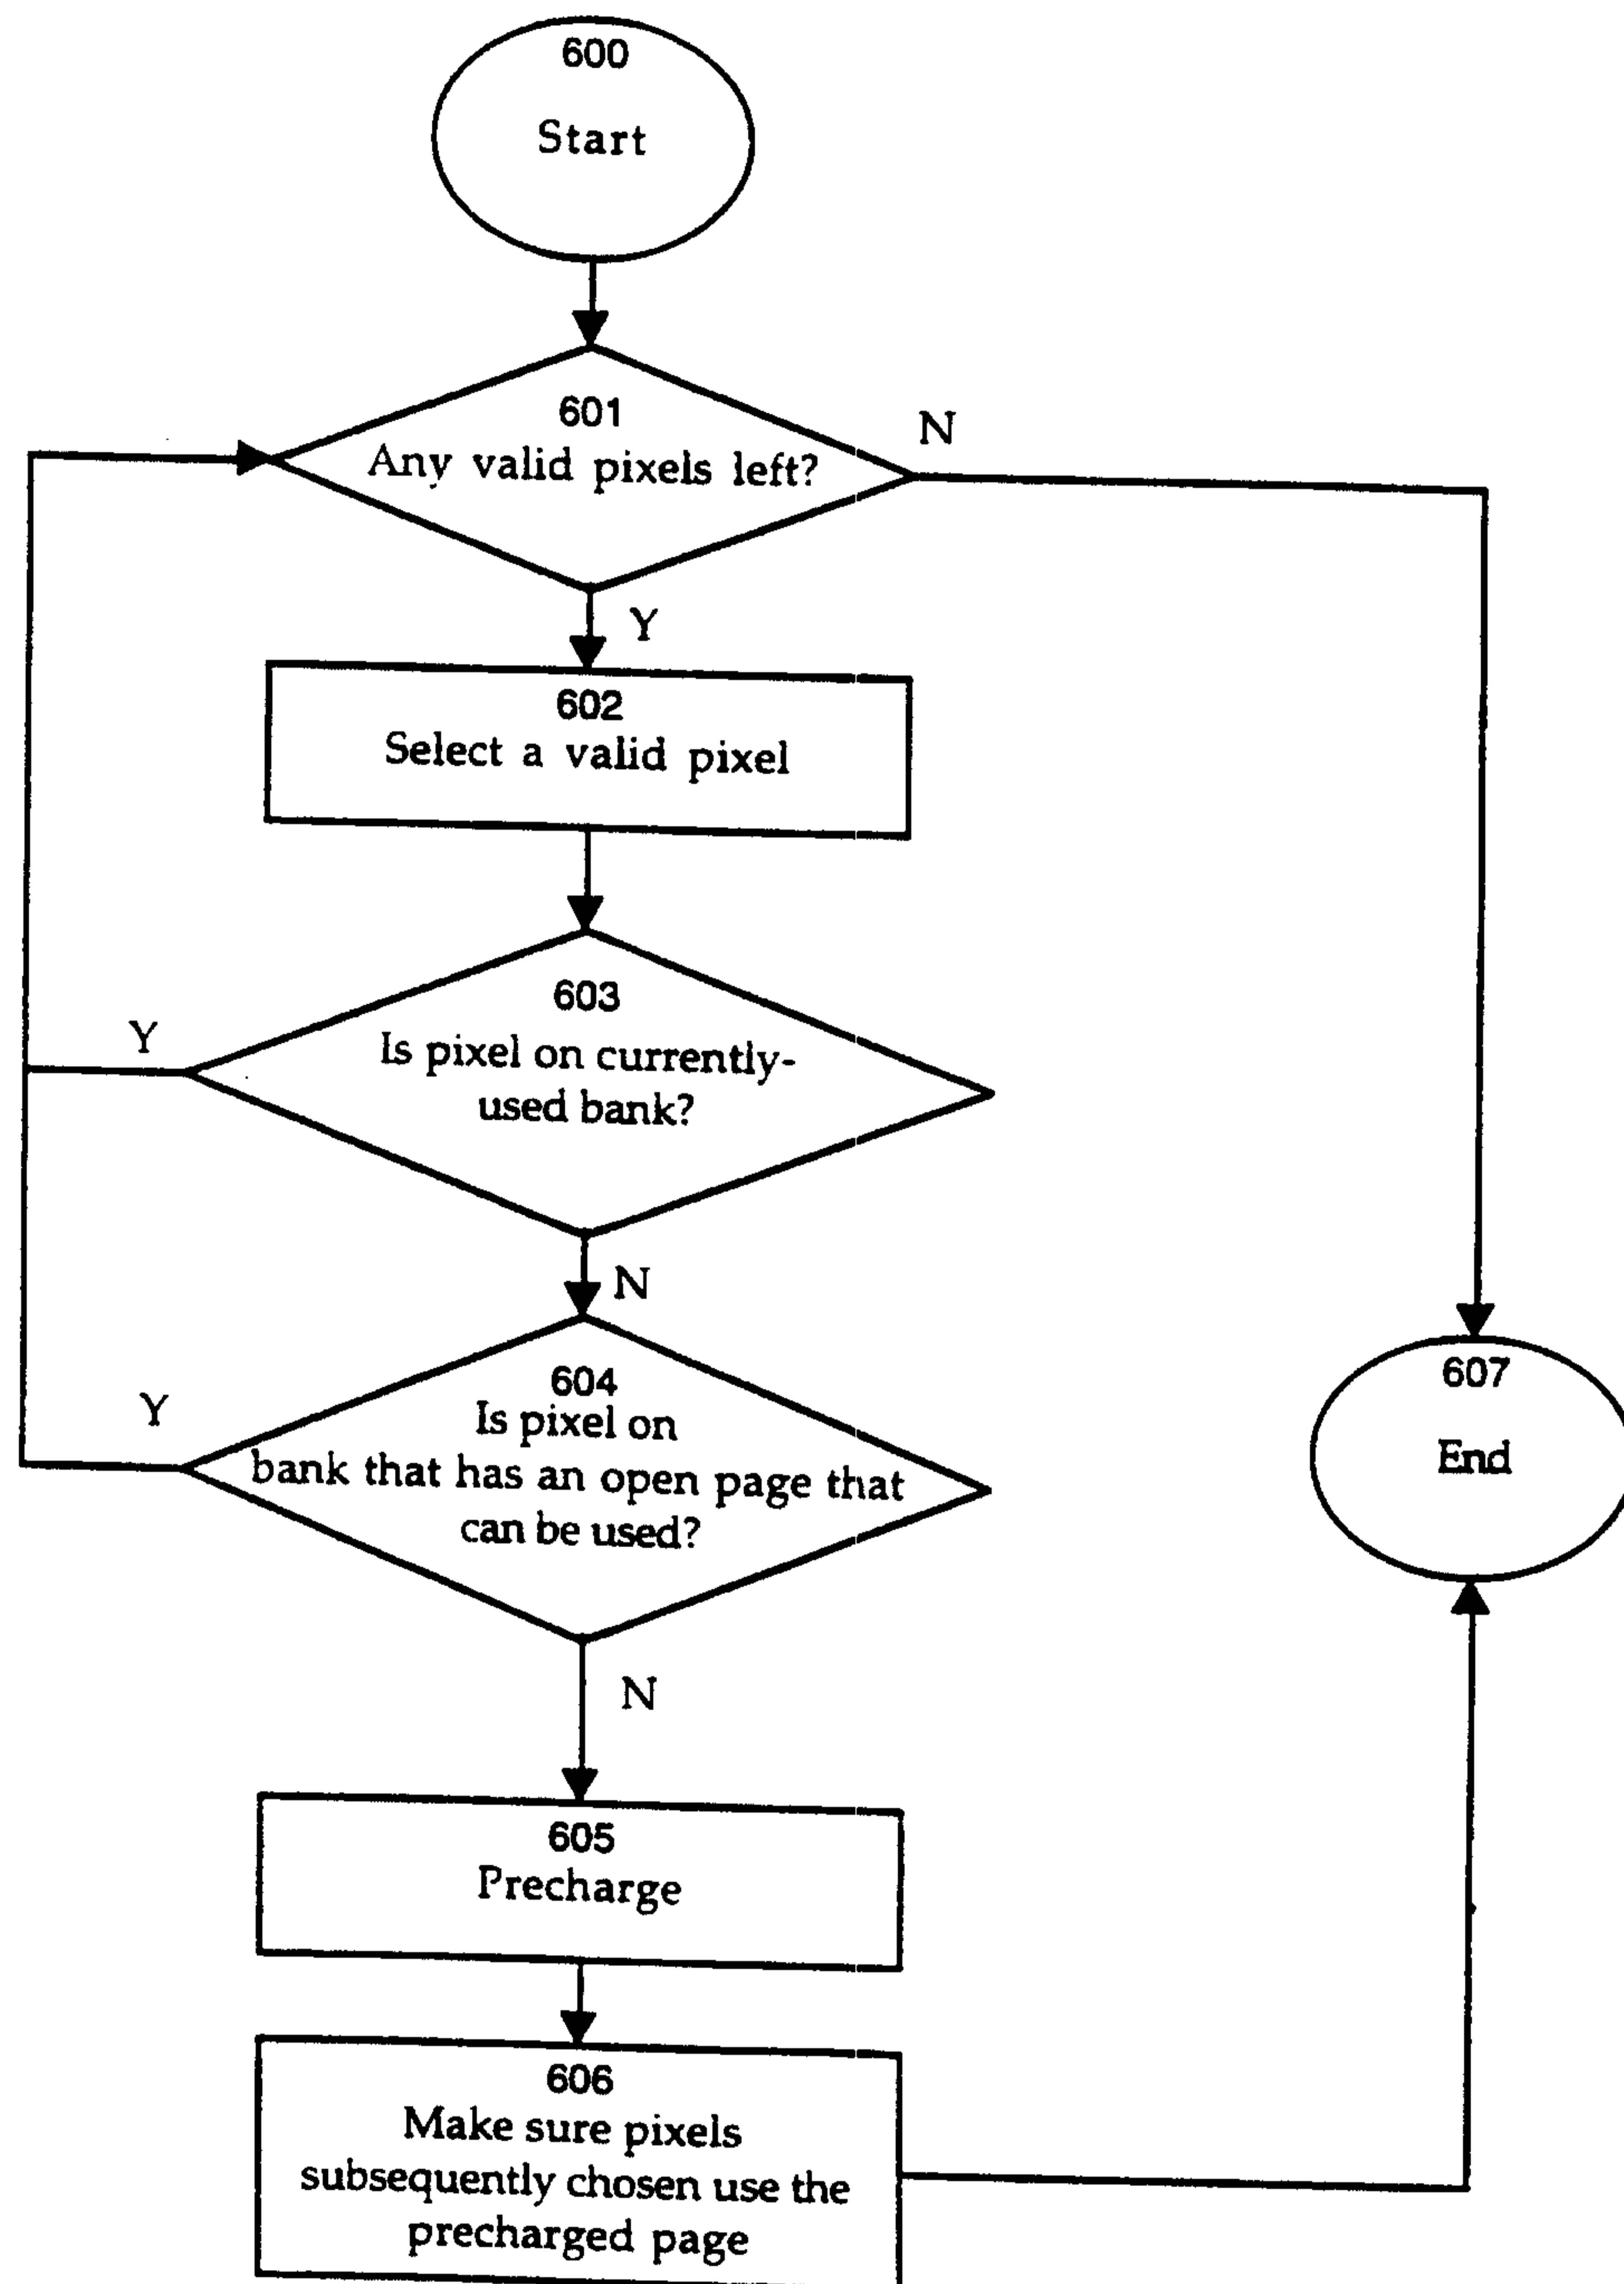 600
Start
601
Any valid pixels left?
N
Y
602
Select a valid pixel
603
Is pixel on currently-
used bank?
Y
N
604
Is pixel on
bank that has an open page that
can be used?
Y
N
605
Precharge
606
Make sure pixels
subsequently chosen use the
precharged page
607
End